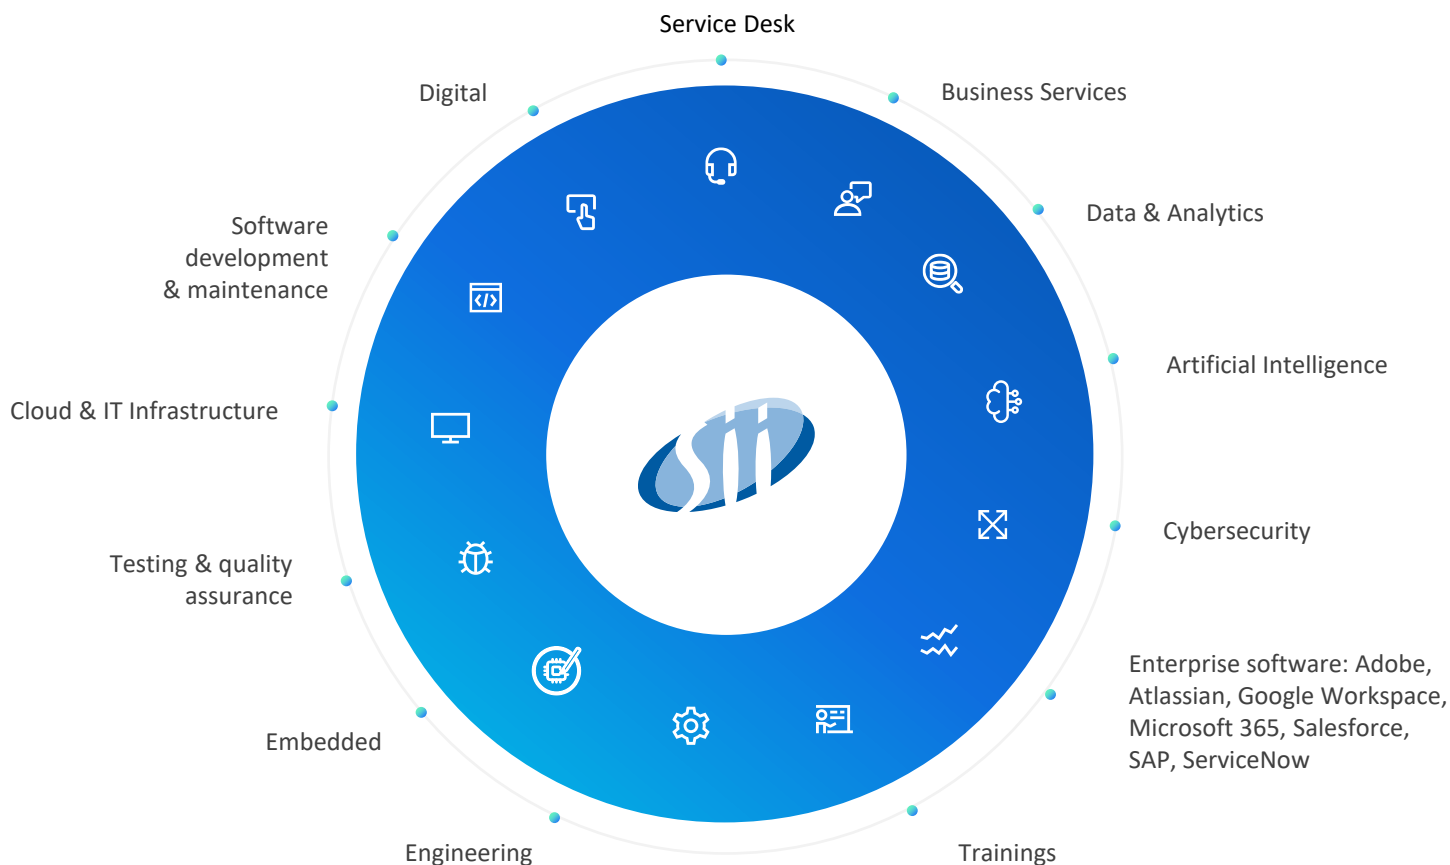 Service Desk
Digital
Business Services
Software
development
& maintenance
Data & Analytics
Cloud & IT Infrastructure
Artificial Intelligence
sii
Testing & quality
assurance
Cybersecurity
Enterprise software: Adobe,
Atlassian, Google Workspace,
Microsoft 365, Salesforce,
SAP, ServiceNow
Embedded
Engineering
Trainings